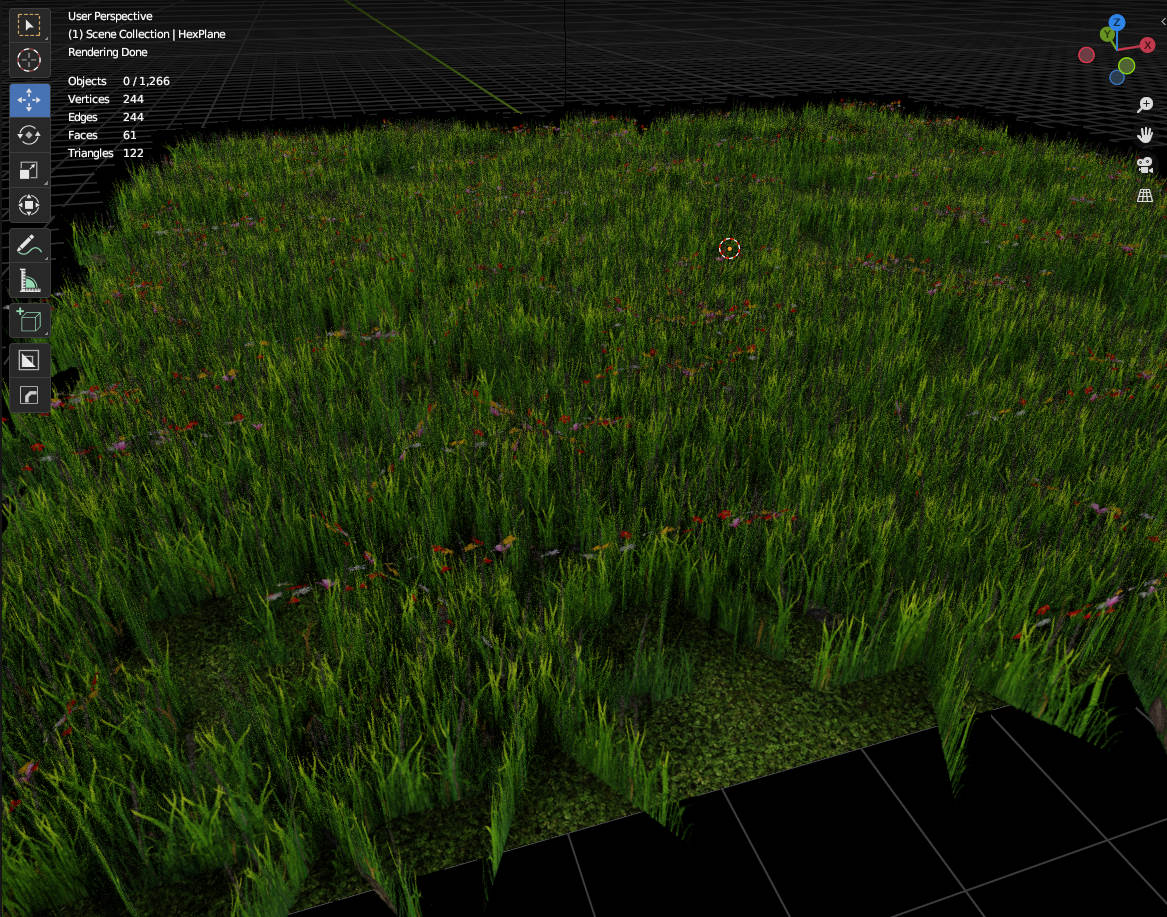 User Perspective
(1) Scene Collection | HexPlane
Rendering Done
Objects 0 / 1,266
Vertices 244
Edges 244
Faces 61
Triangles 122
Z
Y
X